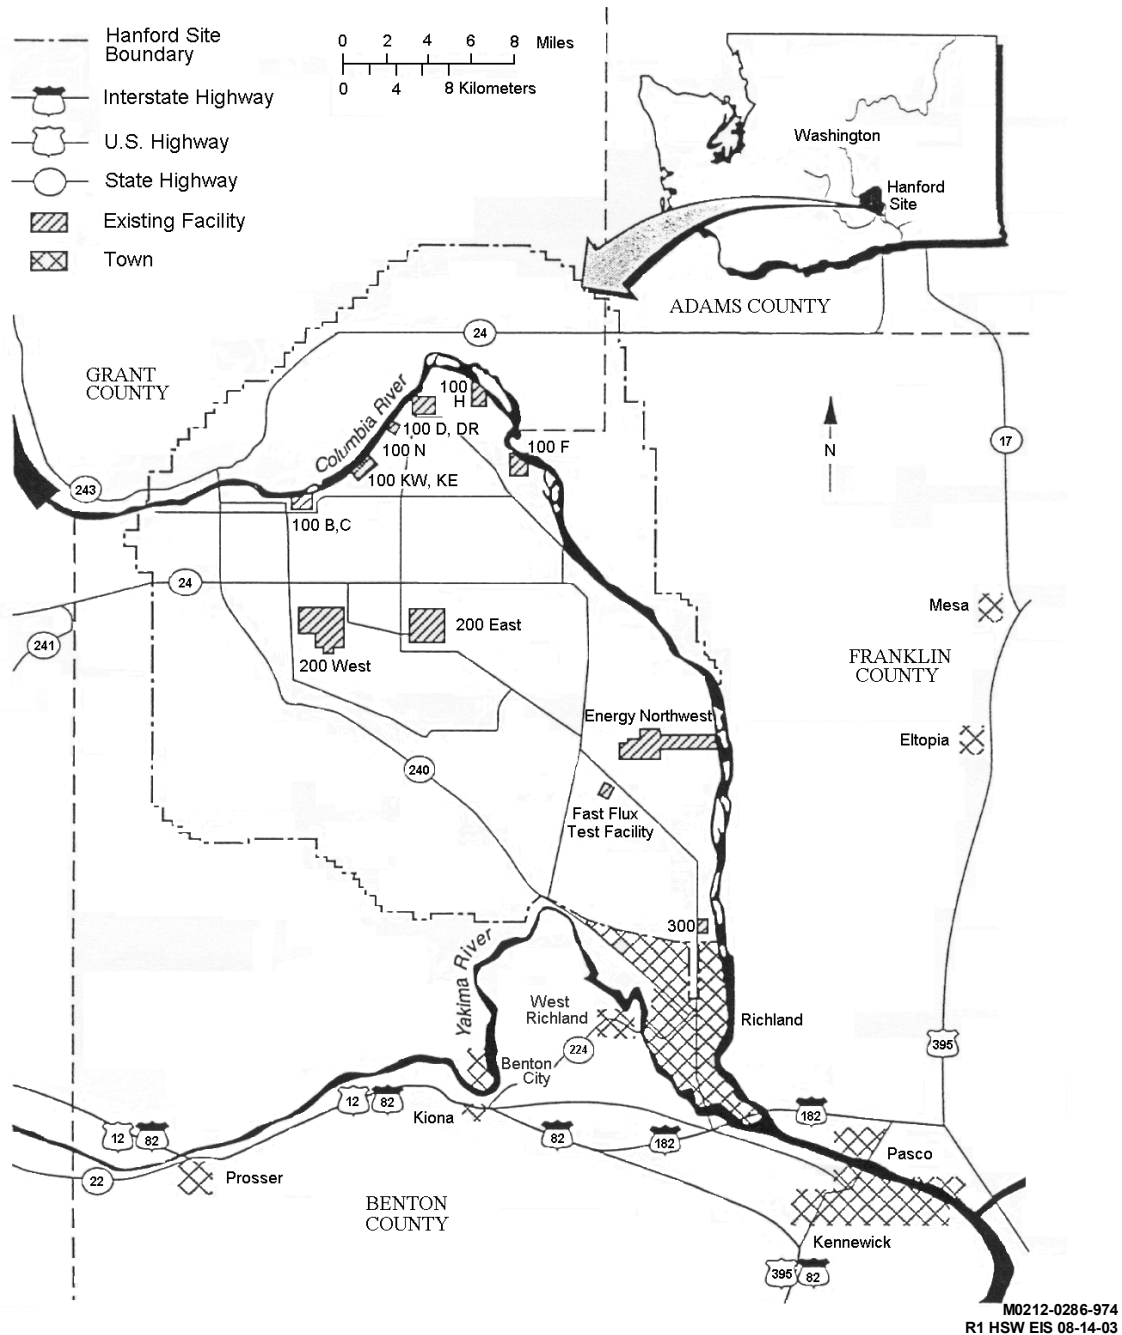 Hanford Site
Boundary
Interstate Highway
U.S. Highway
State Highway
Existing Facility
Town
0 2 4 6 8 Miles
0 4 8 Kilometers
Washington
Hanford
Site
ADAMS COUNTY
24
GRANT
COUNTY
Columbia River
100
H
100 D, DR
100 N
100 F
100 KW, KE
100 B,C
243
17
N
24
241
200 East
200 West
Mesa
FRANKLIN
COUNTY
Energy Northwest
Eltopia
240
Fast Flux
Test Facility
300
Yakima River
West
Richland
Richland
224
395
Benton
City
12
82
Kiona
182
12
82
82
182
Pasco
22
Prosser
BENTON
COUNTY
Kennewick
395
82
M0212-0286-974
R1 HSW EIS 08-14-03